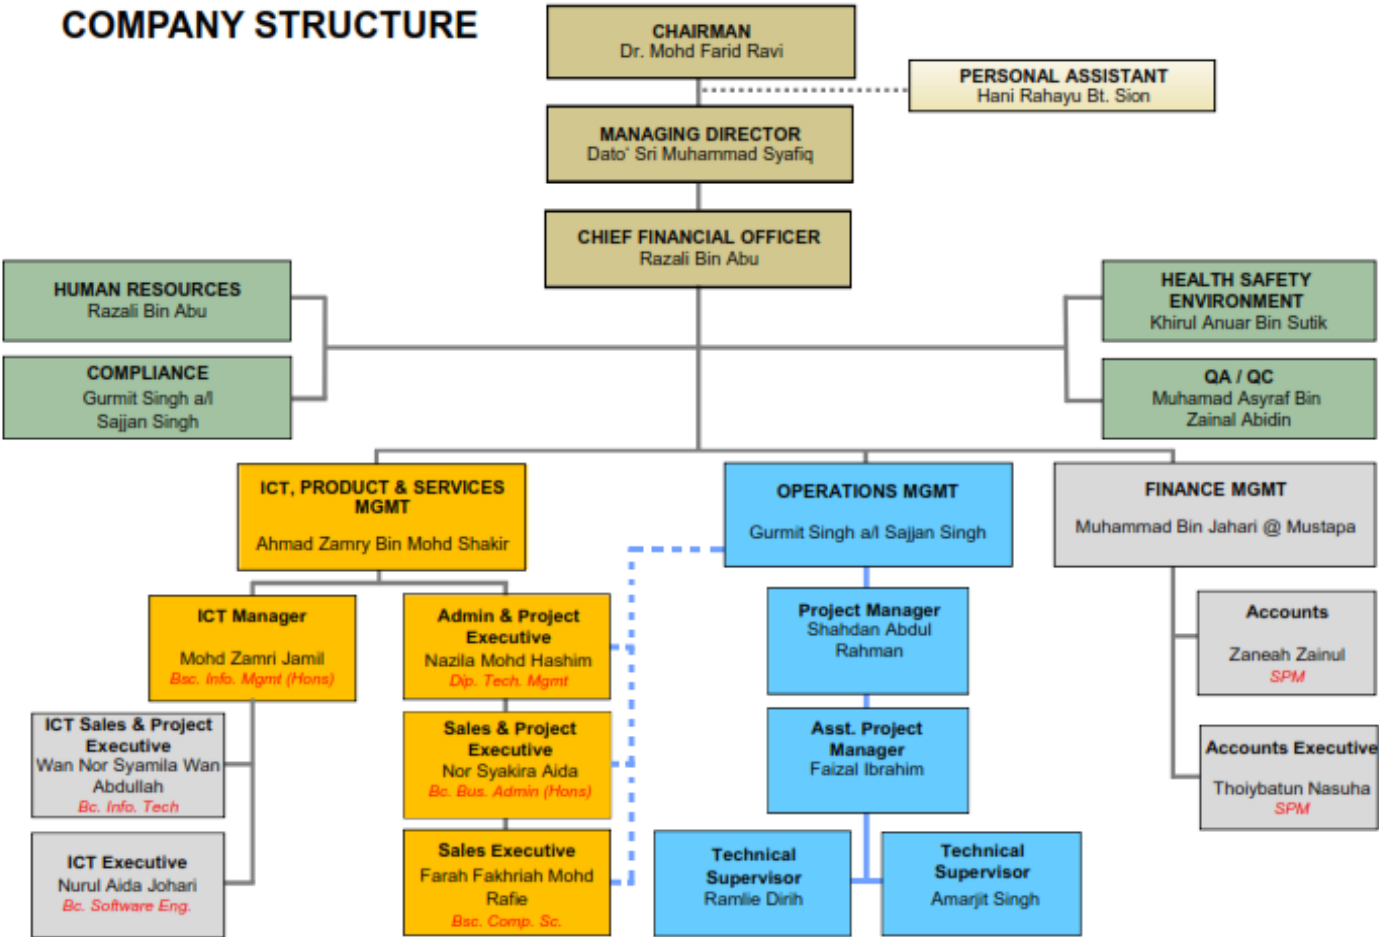 COMPANY STRUCTURE
CHAIRMAN
Dr. Mohd Farid Ravi
PERSONAL ASSISTANT
Hani Rahayu Bt. Sion
MANAGING DIRECTOR
Dato' Sri Muhammad Syafiq
CHIEF FINANCIAL OFFICER
Razali Bin Abu
HUMAN RESOURCES
Razali Bin Abu
HEALTH SAFETY
ENVIRONMENT
Khirul Anuar Bin Sutik
COMPLIANCE
Gurmit Singh a/l
Sajjan Singh
QA / QC
Muhamad Asyraf Bin
Zainal Abidin
ICT, PRODUCT & SERVICES
MGMT
Ahmad Zamry Bin Mohd Shakir
OPERATIONS MGMT
Gurmit Singh a/l Sajjan Singh
FINANCE MGMT
Muhammad Bin Jahari @ Mustapa
ICT Manager
Mohd Zamri Jamil
Bsc. Info. Mgmt (Hons)
Admin & Project
Executive
Nazila Mohd Hashim
Dip. Tech. Mgmt
Project Manager
Shahdan Abdul
Rahman
Accounts
Zaneah Zainul
SPM
ICT Sales & Project
Executive
Wan Nor Syamila Wan
Abdullah
Bc. Info. Tech
Sales & Project
Executive
Nor Syakira Aida
Bc. Bus. Admin (Hons)
Asst. Project
Manager
Faizal Ibrahim
Accounts Executive
Thoiybatun Nasuha
SPM
ICT Executive
Nurul Aida Johari
Bc. Software Eng.
Sales Executive
Farah Fakhriah Mohd
Rafie
Bsc. Comp. Sc.
Technical
Supervisor
Ramlie Dirih
Technical
Supervisor
Amarjit Singh